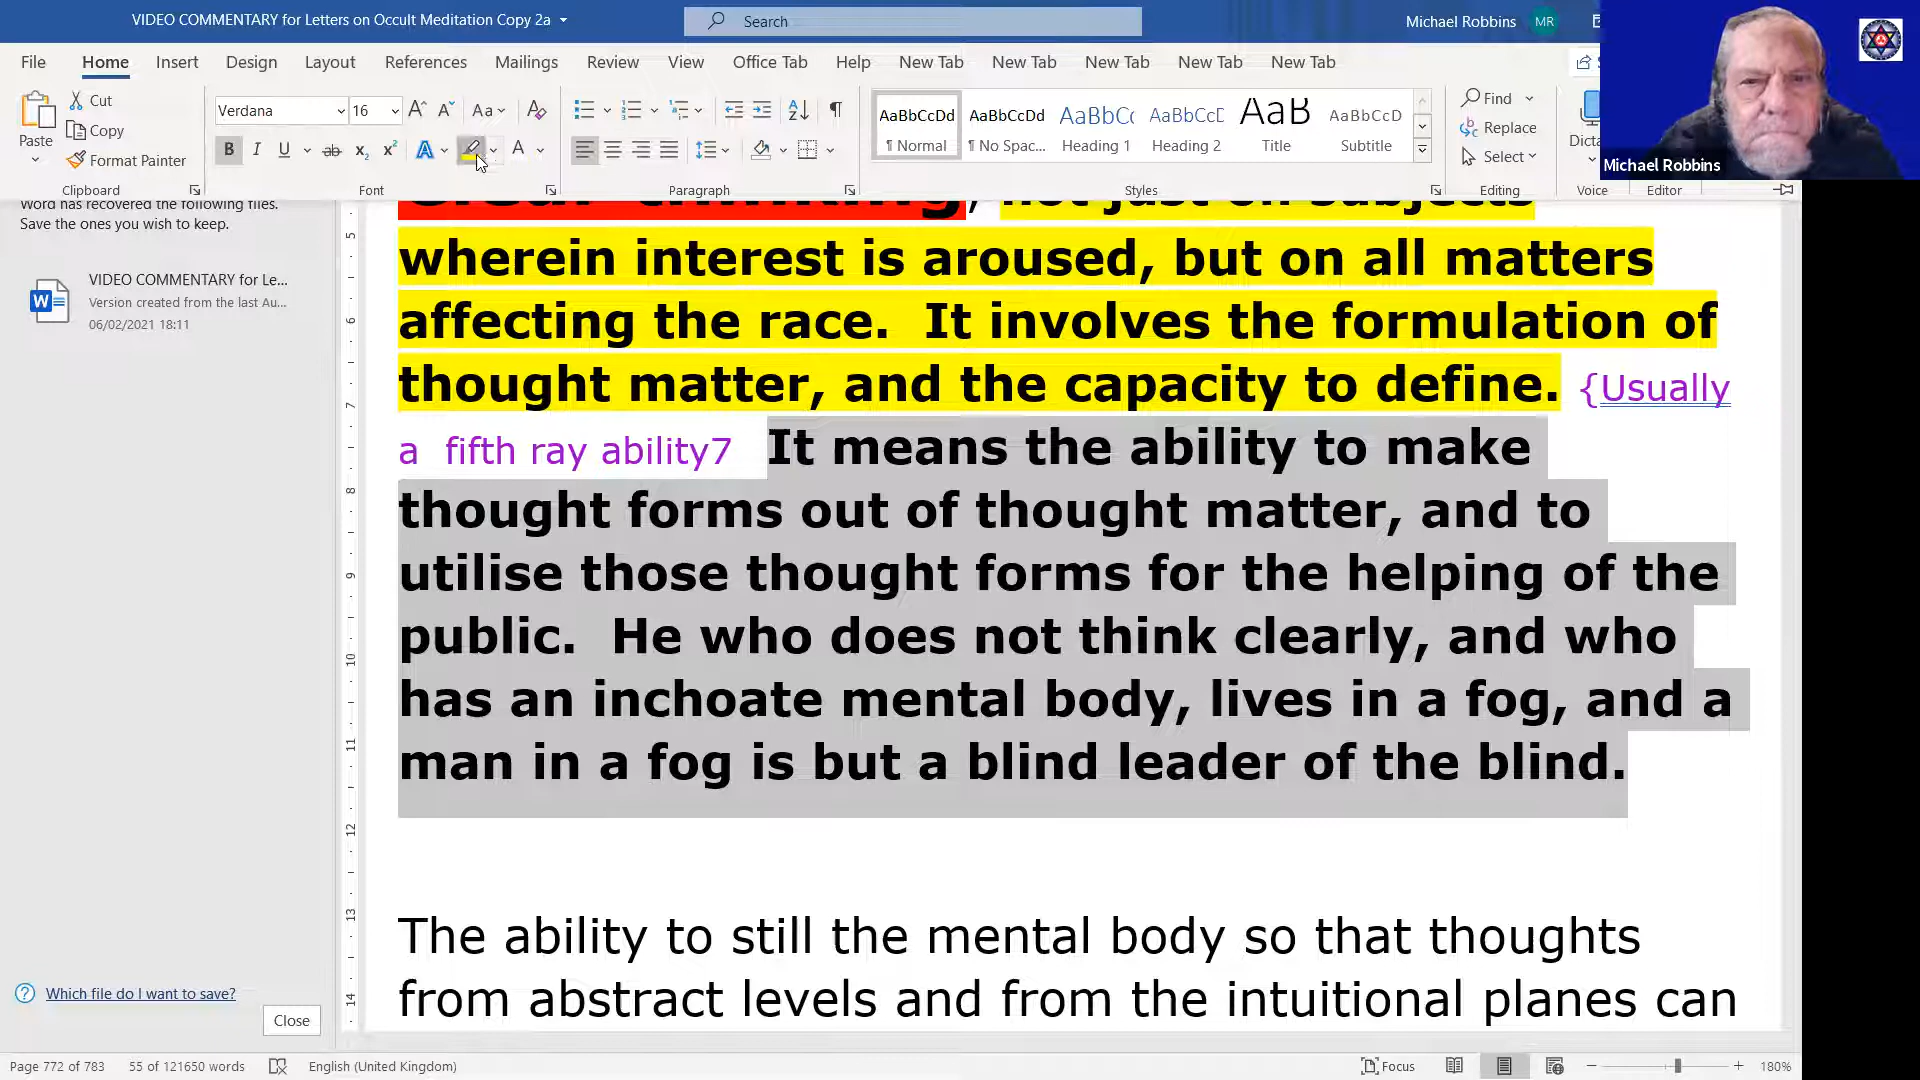 VIDEO COMMENTARY for Letters on Occult Meditation Copy 2a
Search
Michael Robbins
MR
File
Home
Insert
Design
Layout
References
Mailings
Review
View
Office Tab
Help
New Tab
New Tab
New Tab
New Tab
New Tab
Paste
Cut
Copy
Format Painter
Clipboard
Verdana
16
Font
Paragraph
AaBbCcDd
¶ Normal
AaBbCcDd
¶ No Spac...
AaBbCc
Heading 1
AaBbCcD
Heading 2
AaB
Title
AaBbCcD
Subtitle
Styles
Find
Replace
Select
Editing
Dicta
Voice
Editor
Michael Robbins
Word has recovered the following files.
Save the ones you wish to keep.
VIDEO COMMENTARY for Le...
Version created from the last Au...
06/02/2021 18:11
Which file do I want to save?
Close
clear thinking, not just on subjects
wherein interest is aroused, but on all matters
affecting the race.  It involves the formulation of
thought matter, and the capacity to define. {Usually
a  fifth ray ability7  It means the ability to make
thought forms out of thought matter, and to
utilise those thought forms for the helping of the
public.  He who does not think clearly, and who
has an inchoate mental body, lives in a fog, and a
man in a fog is but a blind leader of the blind.
The ability to still the mental body so that thoughts
from abstract levels and from the intuitional planes can
Page 772 of 783
55 of 121650 words
English (United Kingdom)
Focus
180%